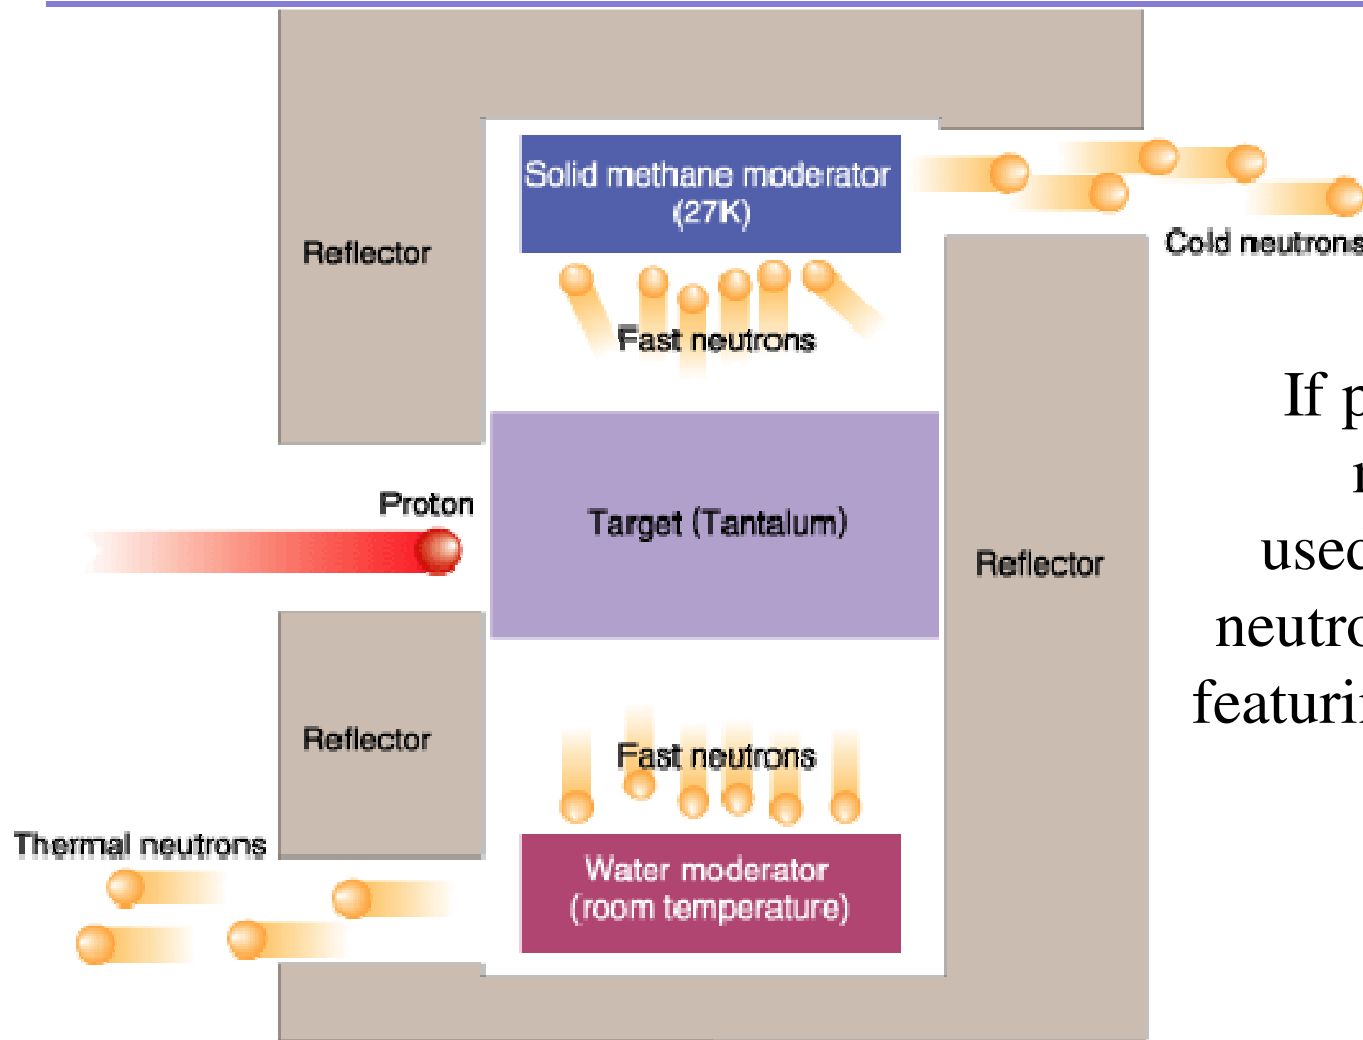 Solid methane moderator
(27K)
Reflector
Cold neutrons
Fast neutrons
If p
Proton
Target (Tantalum)
used
Reflector
neutro
featuri
Reflector
Fast neutrons
Thermal neutrons
Water moderator
(room temperature)